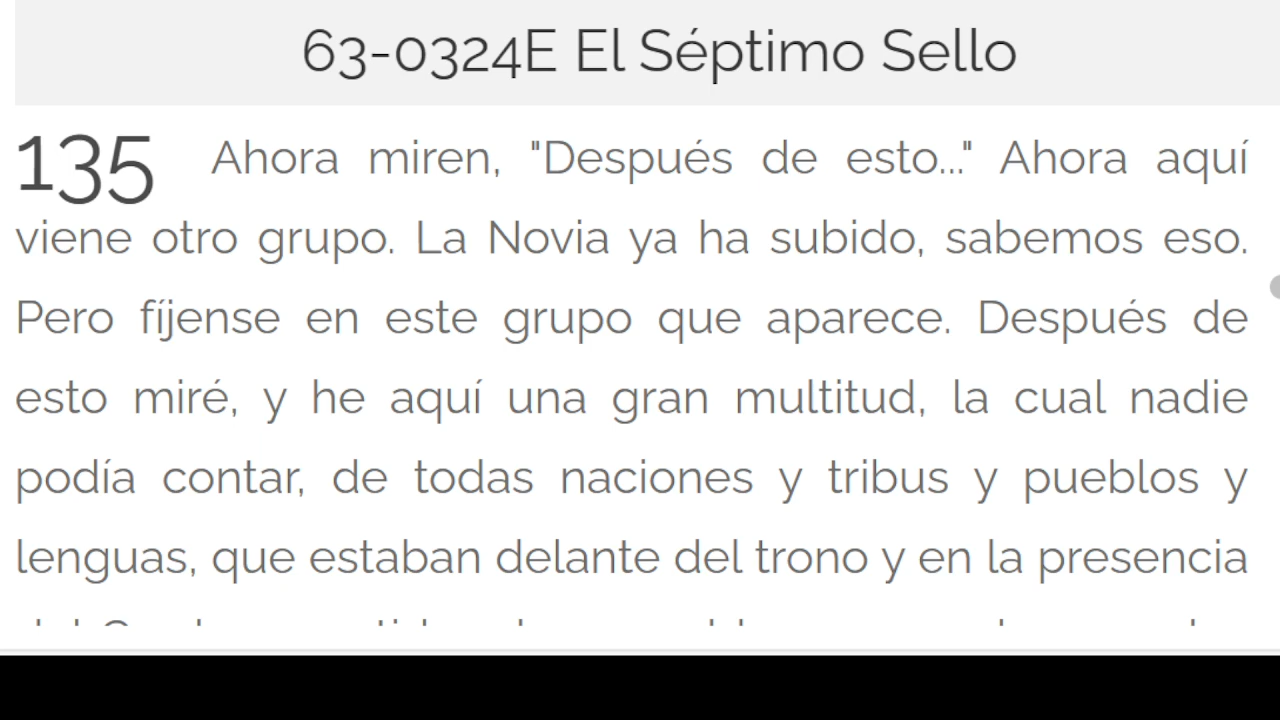 63-0324E El Séptimo Sello
135 Ahora miren, "Después de esto..." Ahora aquí
viene otro grupo. La Novia ya ha subido, sabemos eso.
Pero fíjense en este grupo que aparece. Después de
esto miré, y he aquí una gran multitud, la cual nadie
podía contar, de todas naciones y tribus y pueblos y
lenguas, que estaban delante del trono y en la presencia